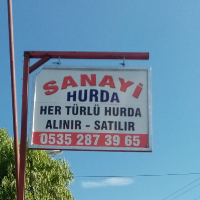 SANAYİ
HURDA
HER TÜRLÜ HURDA
ALINIR - SATILIR
0535 287 39 65